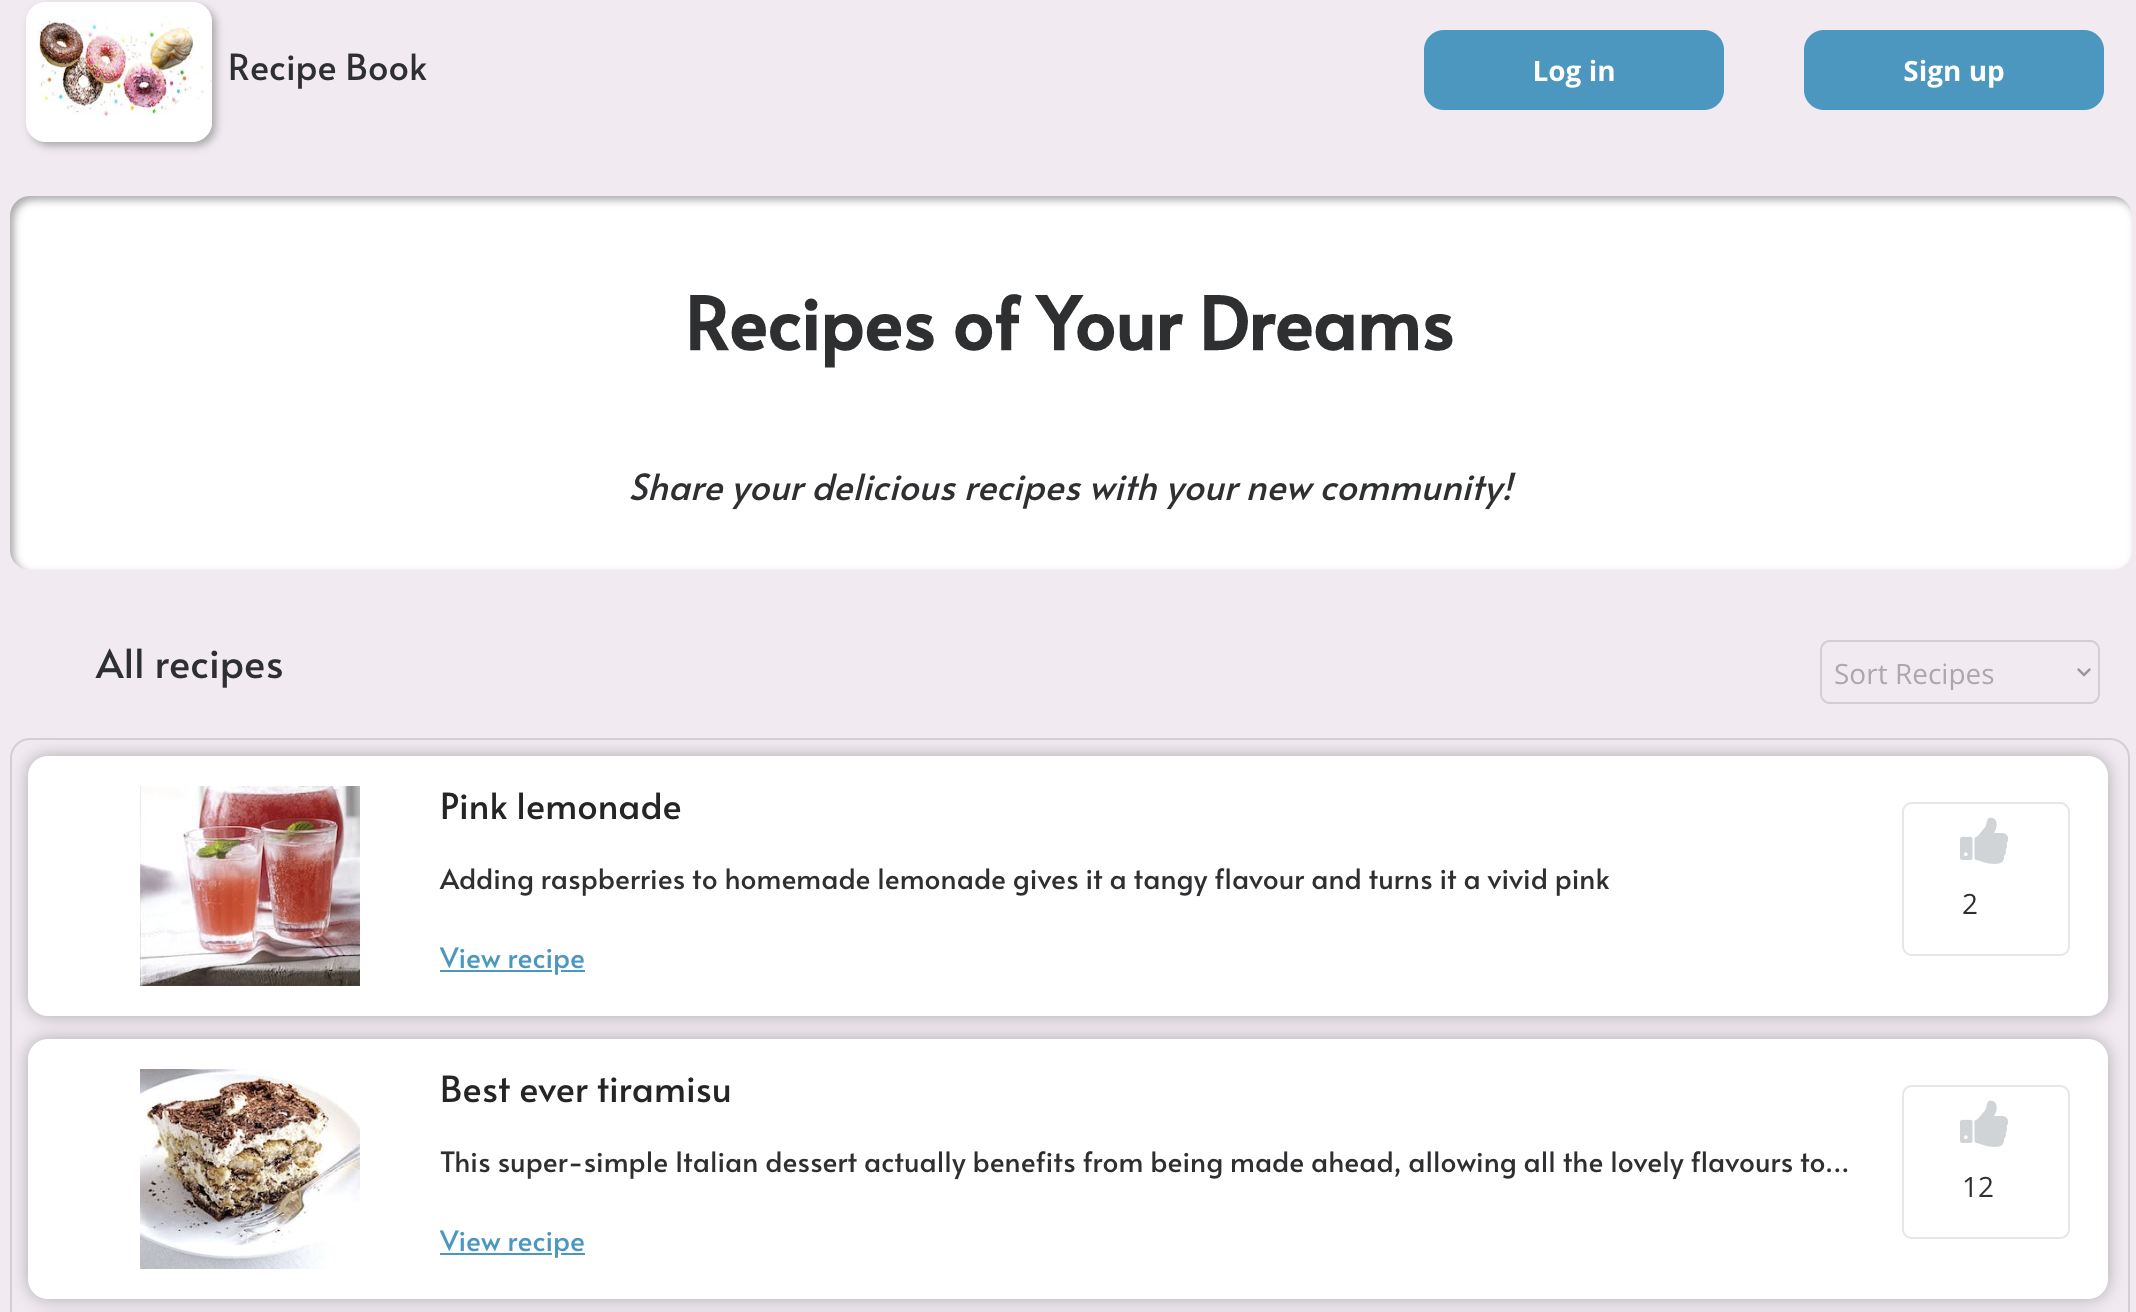 Recipe Book
Log in
Sign up
Recipes of Your Dreams
Share your delicious recipes with your new community!
All recipes
Sort Recipes
Pink lemonade
Adding raspberries to homemade lemonade gives it a tangy flavour and turns it a vivid pink
2
View recipe
Best ever tiramisu
This super-simple Italian dessert actually benefits from being made ahead, allowing all the lovely flavours to...
12
View recipe